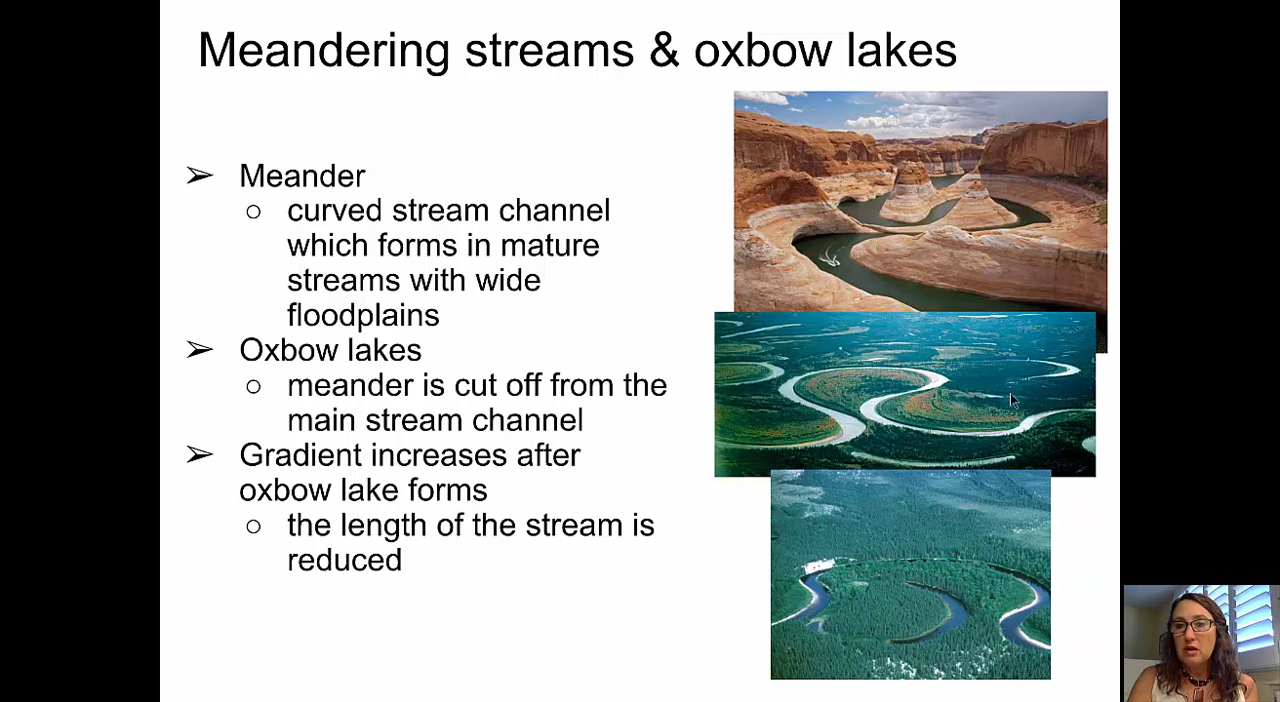 Meandering streams & oxbow lakes
➢ Meander
○ curved stream channel
which forms in mature
streams with wide
floodplains
➢ Oxbow lakes
○ meander is cut off from the
main stream channel
➢ Gradient increases after
oxbow lake forms
○ the length of the stream is
reduced